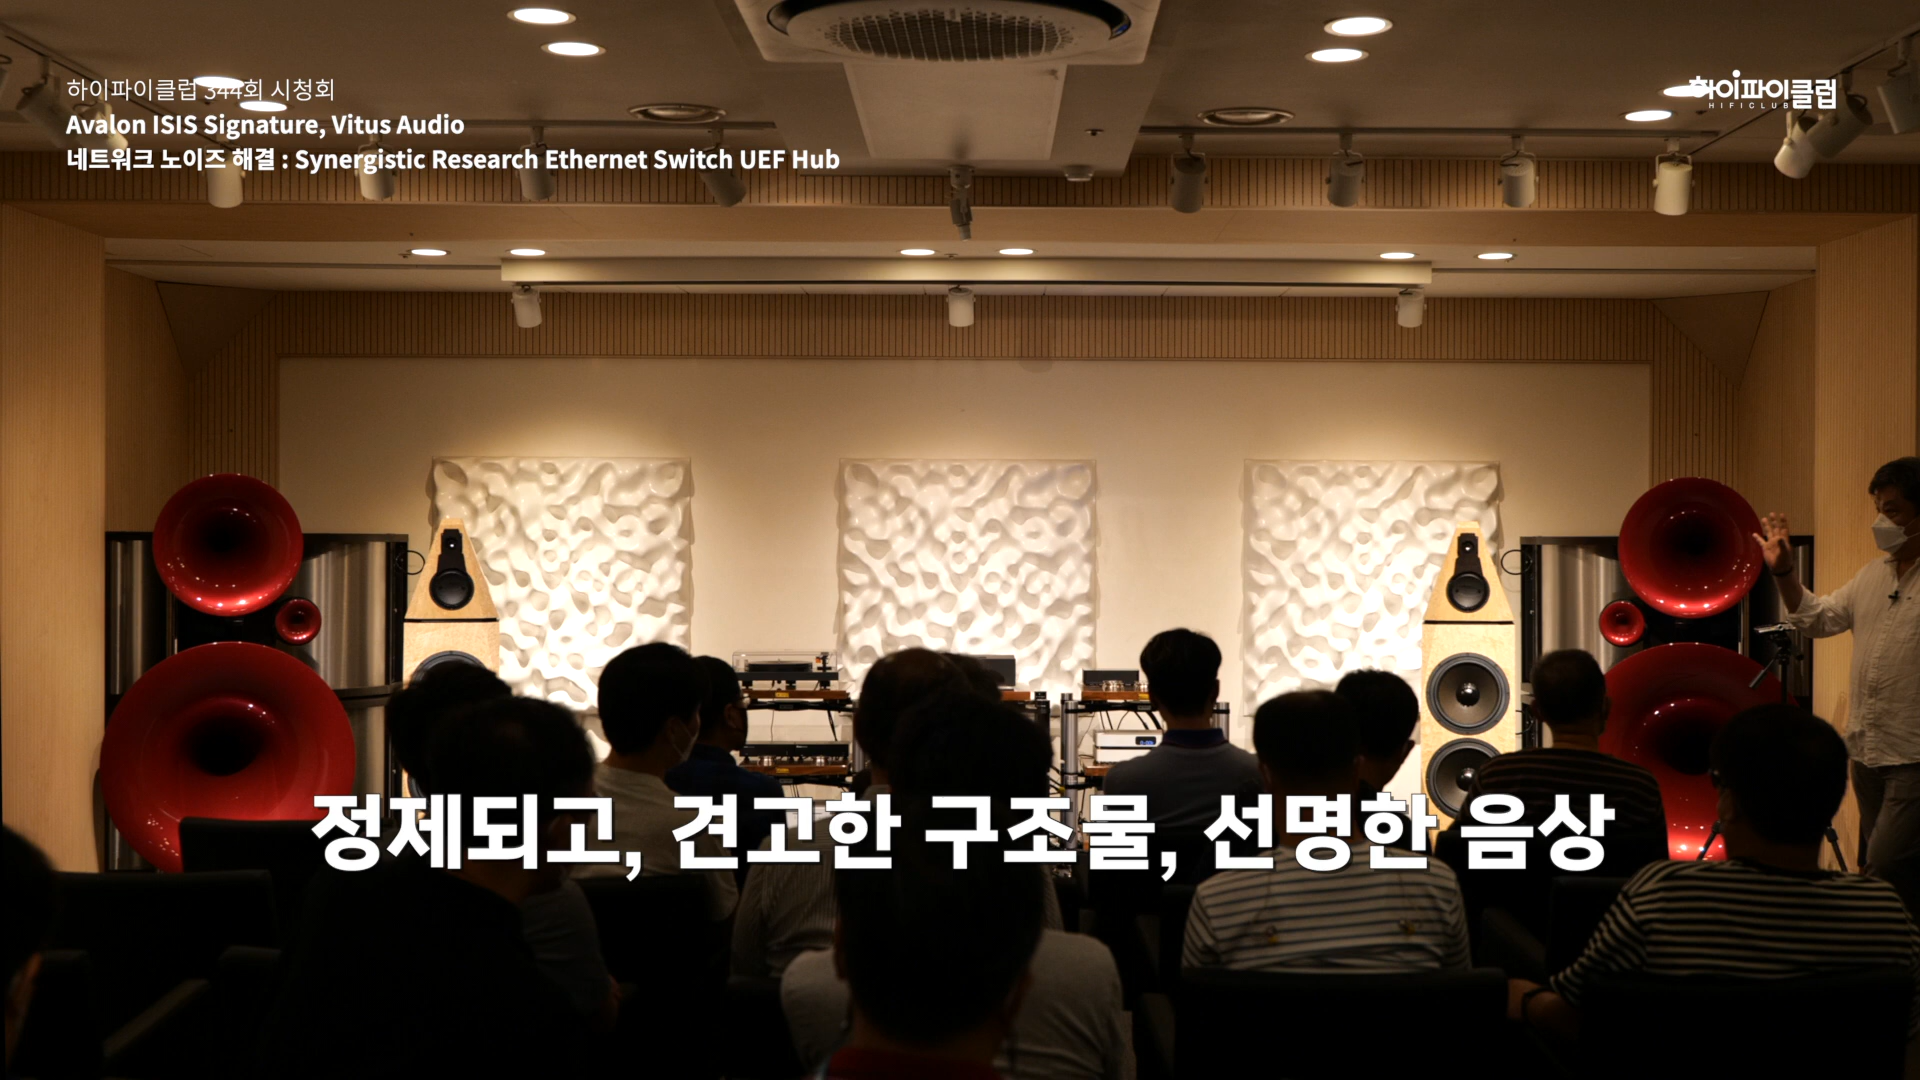 하이파이클럽 344회 시청회
Avalon ISIS Signature, Vitus Audio
네트워크 노이즈 해결 : Synergistic Research Ethernet Switch UEF Hub
하이파이클럽
HIFICLUB
정제되고, 견고한 구조물, 선명한 음상